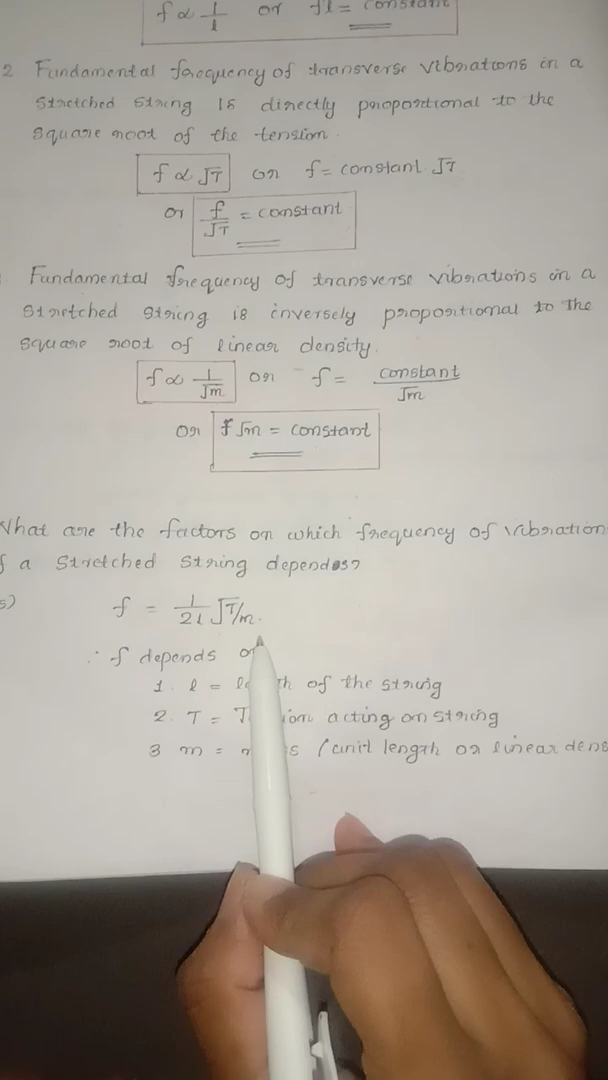 f ∝ 1/l or fl = constant
2 Fundamental frequency of transverse vibrations in a
stretched string is directly proportional to the
square root of the tension.
f ∝ √T or f = constant √T
or f/√T = constant
Fundamental frequency of transverse vibrations in a
stretched string is inversely propotional to the
square root of linear density.
f ∝ 1/√m or f = constant/√m
or f √m = constant
What are the factors on which frequency of vibration
a stretched string depends?
s) f = 1/2l √T/m.
∴ f depends
1. l = of the string
2. T = acting on string
3 m = (unit length or linear dens